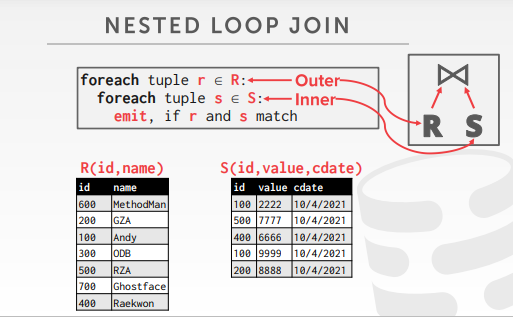 NESTED LOOP JOIN
foreach tuple r ∈ R: Outer
foreach tuple s ∈ S: Inner
emit, if r and s match
⋈
R S
R(id,name)
id name
600 MethodMan
200 GZA
100 Andy
300 ODB
500 RZA
700 Ghostface
400 Raekwon
S(id,value,cdate)
id value cdate
100 2222 10/4/2021
500 7777 10/4/2021
400 6666 10/4/2021
100 9999 10/4/2021
200 8888 10/4/2021